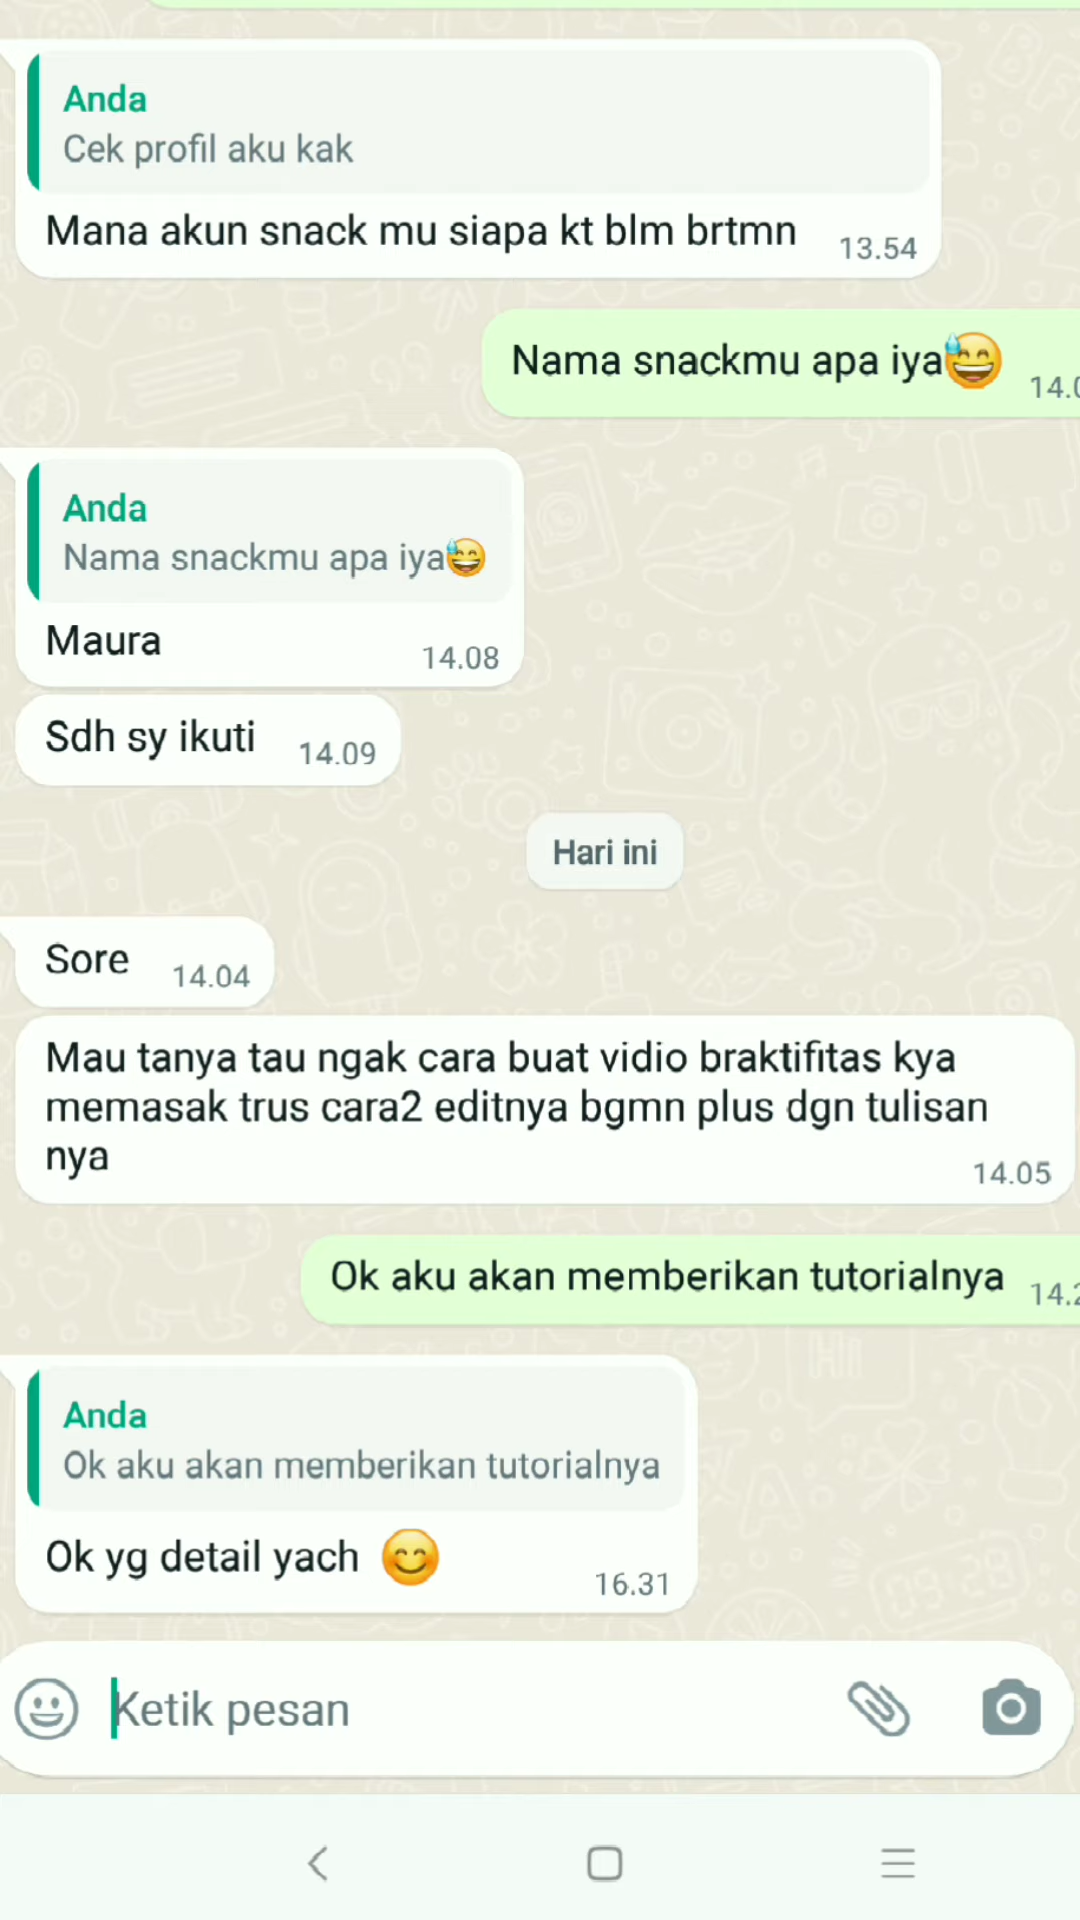 Anda
Cek profil aku kak
Mana akun snack mu siapa kt blm brtmn 13.54
Nama snackmu apa iya😅
Anda
Nama snackmu apa iya😅
Maura 14.08
Sdh sy ikuti 14.09
Hari ini
Sore 14.04
Mau tanya tau ngak cara buat vidio braktifitas kya
memasak trus cara2 editnya bgmn plus dgn tulisan
nya
14.05
Ok aku akan memberikan tutorialnya
Anda
Ok aku akan memberikan tutorialnya
Ok yg detail yach 😊 16.31
Ketik pesan